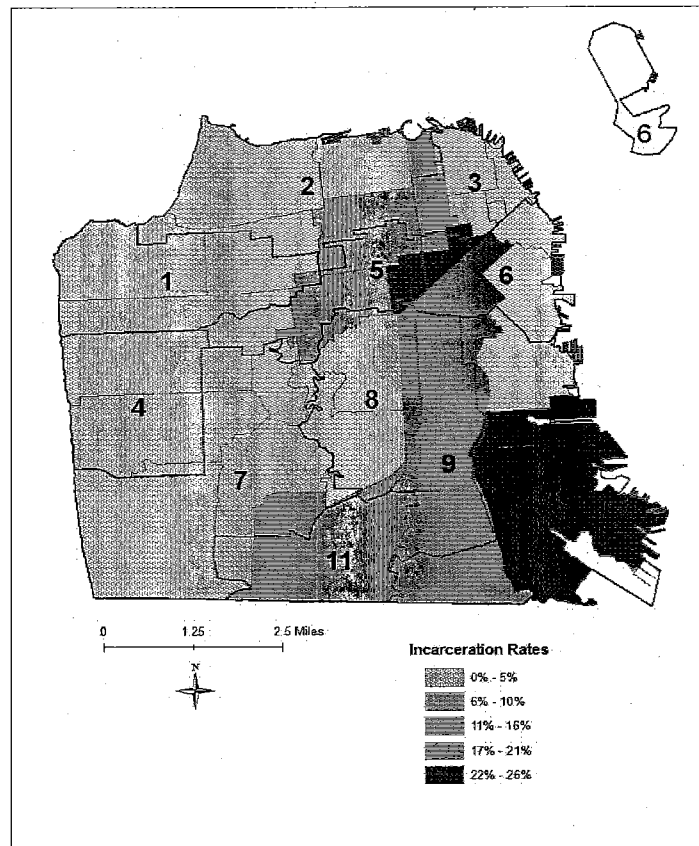 6
2
3
1
5
6
4
8
7
9
11
0 1.25 2.5 Miles
N
Incarceration Rates
0% - 5%
6% - 10%
11% - 16%
17% - 21%
22% - 26%